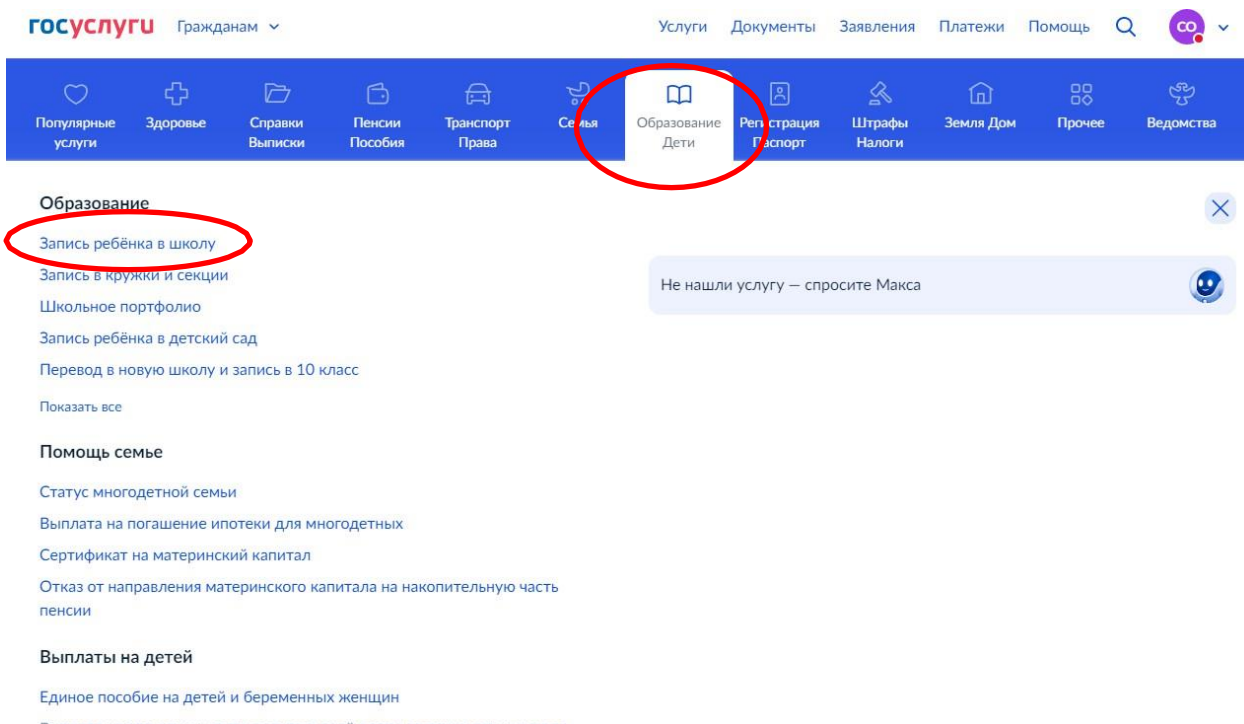 госуслуги Гражданам Услуги Документы Заявления Платежи Помощь СО
Популярные услуги
Здоровье
Справки Выписки
Пенсии Пособия
Транспорт Права
Семья
Образование Дети
Регистрация Паспорт
Штрафы Налоги
Земля Дом
Прочее
Ведомства
Образование
Запись ребёнка в школу
Запись в кружки и секции
Школьное портфолио
Запись ребёнка в детский сад
Перевод в новую школу и запись в 10 класс
Показать все
Не нашли услугу — спросите Макса
Помощь семье
Статус многодетной семьи
Выплата на погашение ипотеки для многодетных
Сертификат на материнский капитал
Отказ от направления материнского капитала на накопительную часть
пенсии
Выплаты на детей
Единое пособие на детей и беременных женщин